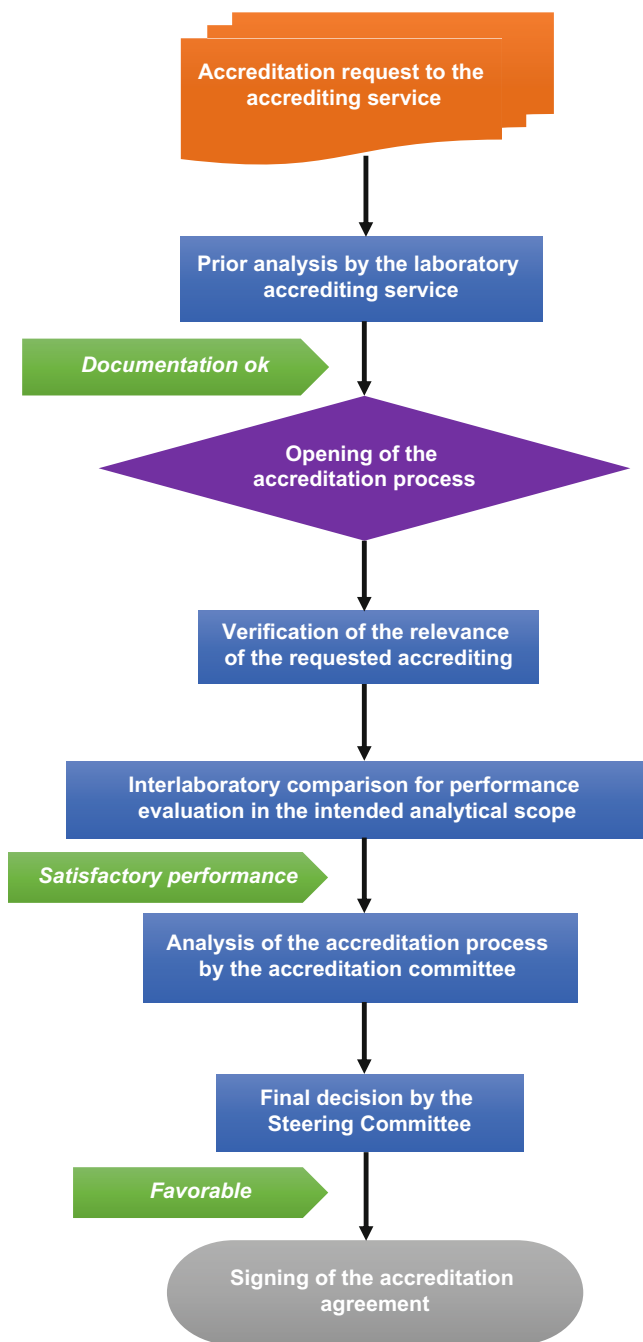 Accreditation request to the
accrediting service
Prior analysis by the laboratory
accrediting service
Documentation ok
Opening of the
accreditation process
Verification of the relevance
of the requested accrediting
Interlaboratory comparison for performance
evaluation in the intended analytical scope
Satisfactory performance
Analysis of the accreditation process
by the accreditation committee
Final decision by the
Steering Committee
Favorable
Signing of the accreditation
agreement